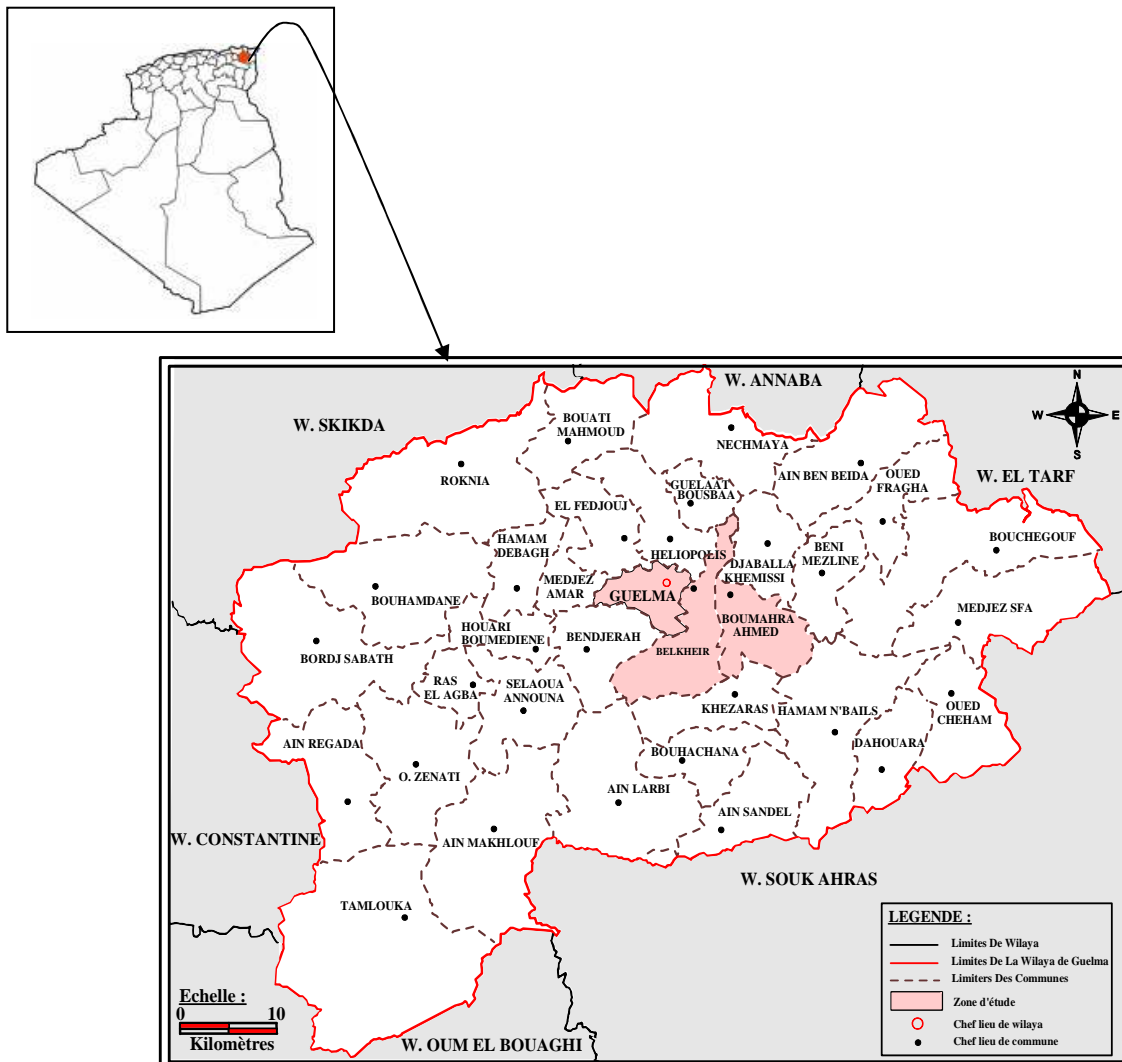 W. ANNABA
N
W
E
S
W. SKIKDA
BOUATI
MAHMOUD
NECHMAYA
ROKNIA
AIN BEN BEIDA
OUED
FRAGHA
W. EL TARF
GUELAAT
BOUSBAA
EL FEDJOUJ
HAMAM
DEBAGH
HELIOPOLIS
DJABALLA
KHEMISSI
BENI
MEZLINE
BOUCHEGOUF
MEDJEZ
AMAR
GUELMA
BOUHAMDANE
MEDJEZ SFA
BOUMAHRA
AHMED
HOUARI
BOUMEDIENE
BENDJERAH
BELKHEIR
BORDJ SABATH
RAS
EL AGBA
SELAOUA
ANNOUNA
KHEZARAS
HAMAM N'BAILS
OUED
CHEHAM
AIN REGADA
DAHOUARA
BOUHACHANA
O. ZENATI
AIN LARBI
AIN SANDEL
W. CONSTANTINE
AIN MAKHLOUF
W. SOUK AHRAS
TAMLOUKA
LEGENDE :
Limites De Wilaya
Limites De La Wilaya de Guelma
Limiters Des Communes
Zone d'étude
Chef lieu de wilaya
Chef lieu de commune
Echelle :
0 10
Kilomètres
W. OUM EL BOUAGHI